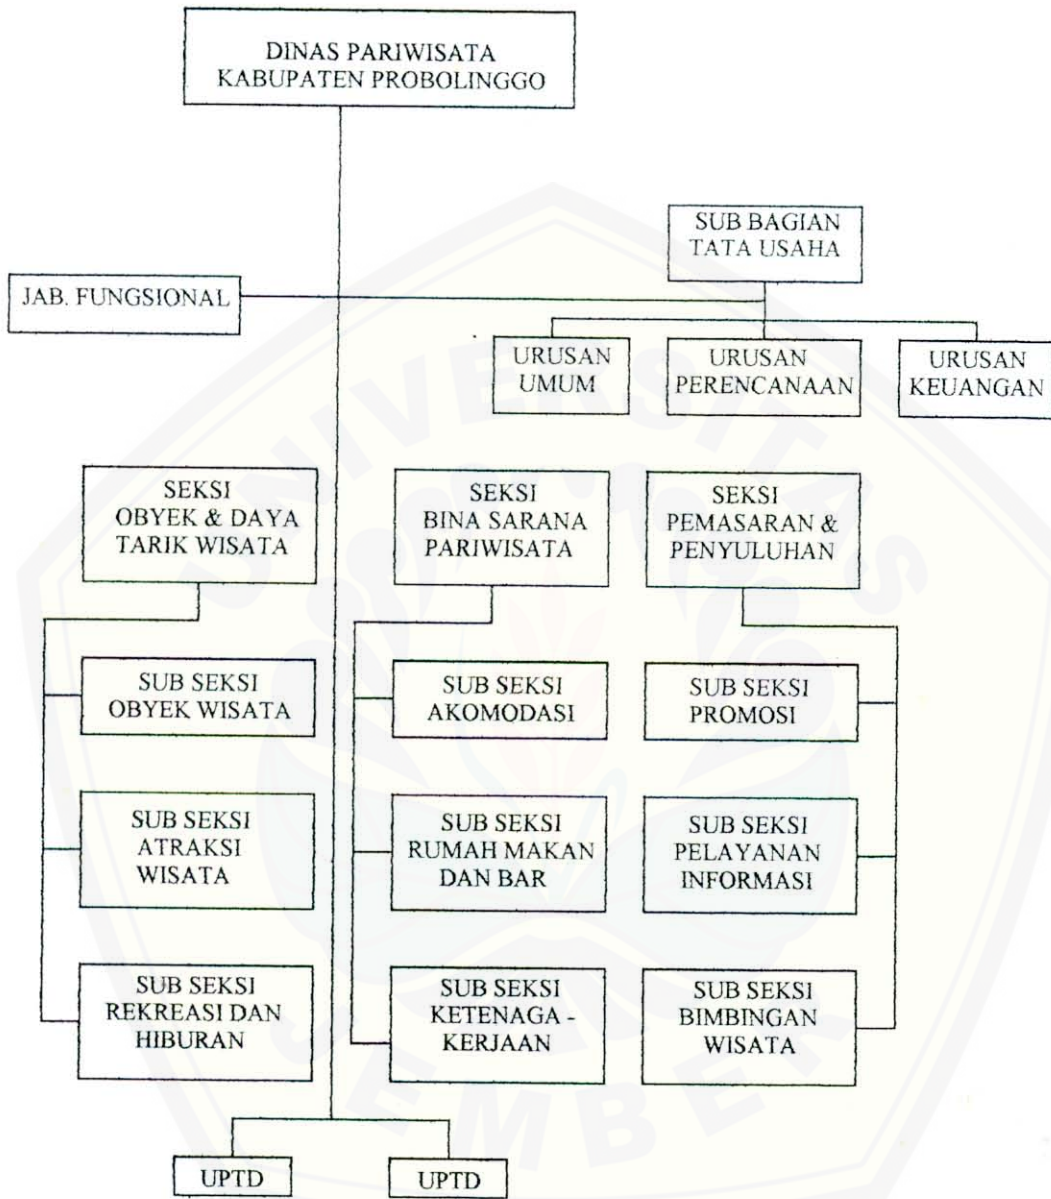 DINAS PARIWISATA
KABUPATEN PROBOLINGGO
SUB BAGIAN
TATA USAHA
JAB. FUNGSIONAL
URUSAN
UMUM
URUSAN
PERENCANAAN
URUSAN
KEUANGAN
SEKSI
OBYEK & DAYA
TARIK WISATA
SEKSI
BINA SARANA
PARIWISATA
SEKSI
PEMASARAN &
PENYULUHAN
SUB SEKSI
OBYEK WISATA
SUB SEKSI
AKOMODASI
SUB SEKSI
PROMOSI
SUB SEKSI
ATRAKSI
WISATA
SUB SEKSI
RUMAH MAKAN
DAN BAR
SUB SEKSI
PELAYANAN
INFORMASI
SUB SEKSI
REKREASI DAN
HIBURAN
SUB SEKSI
KETENAGA -
KERJAAN
SUB SEKSI
BIMBINGAN
WISATA
UPTD
UPTD
UNIVERSITAS
JEMBER